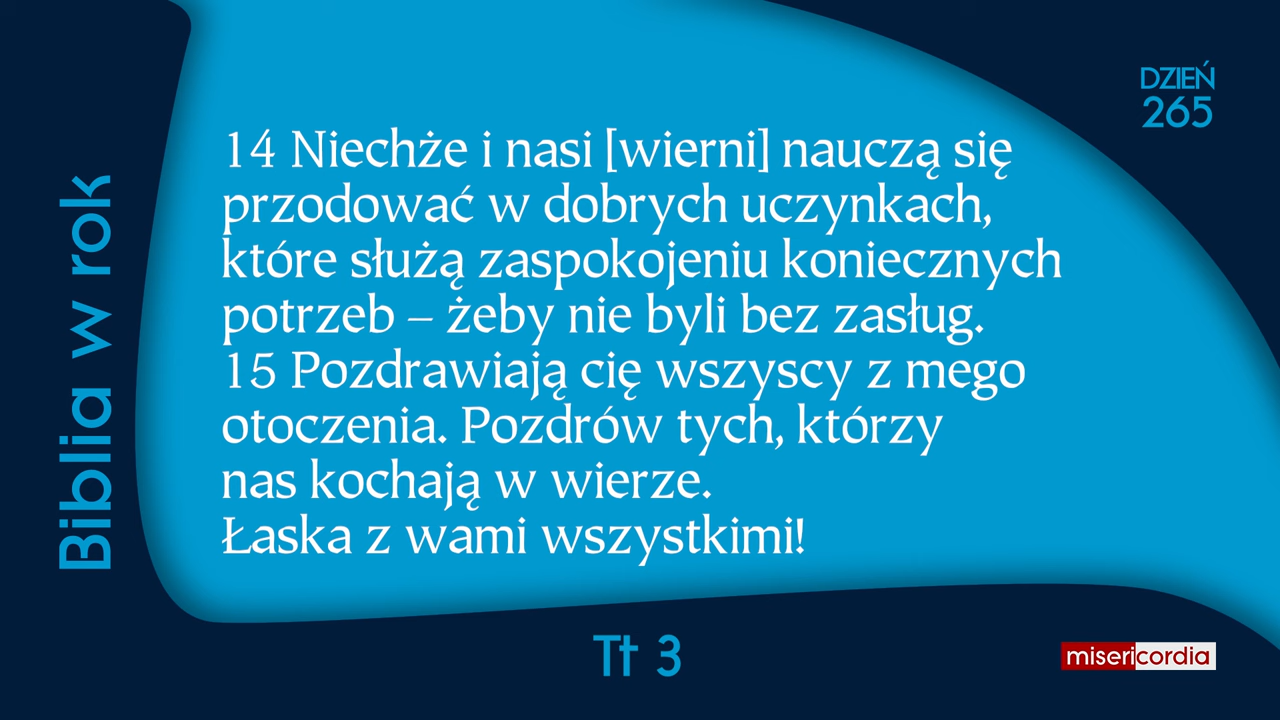 DZIEŃ
265
14 Niechże i nasi [wierni] nauczą się
przodować w dobrych uczynkach,
które służą zaspokojeniu koniecznych
potrzeb – żeby nie byli bez zasług.
15 Pozdrawiają cię wszyscy z mego
otoczenia. Pozdrów tych, którzy
nas kochają w wierze.
Łaska z wami wszystkimi!
Biblia w rok
Tt 3
misericordia